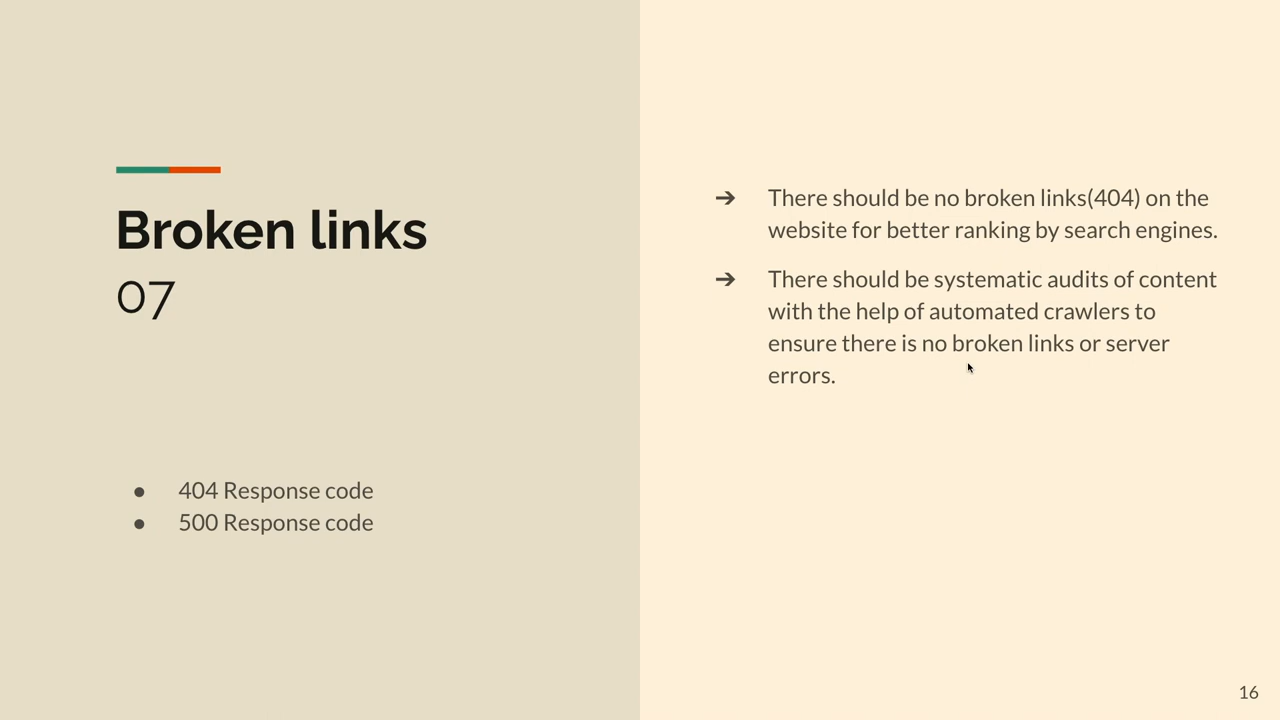 Broken links
07
● 404 Response code
● 500 Response code
➔ There should be no broken links(404) on the
website for better ranking by search engines.
➔ There should be systematic audits of content
with the help of automated crawlers to
ensure there is no broken links or server
errors.
16